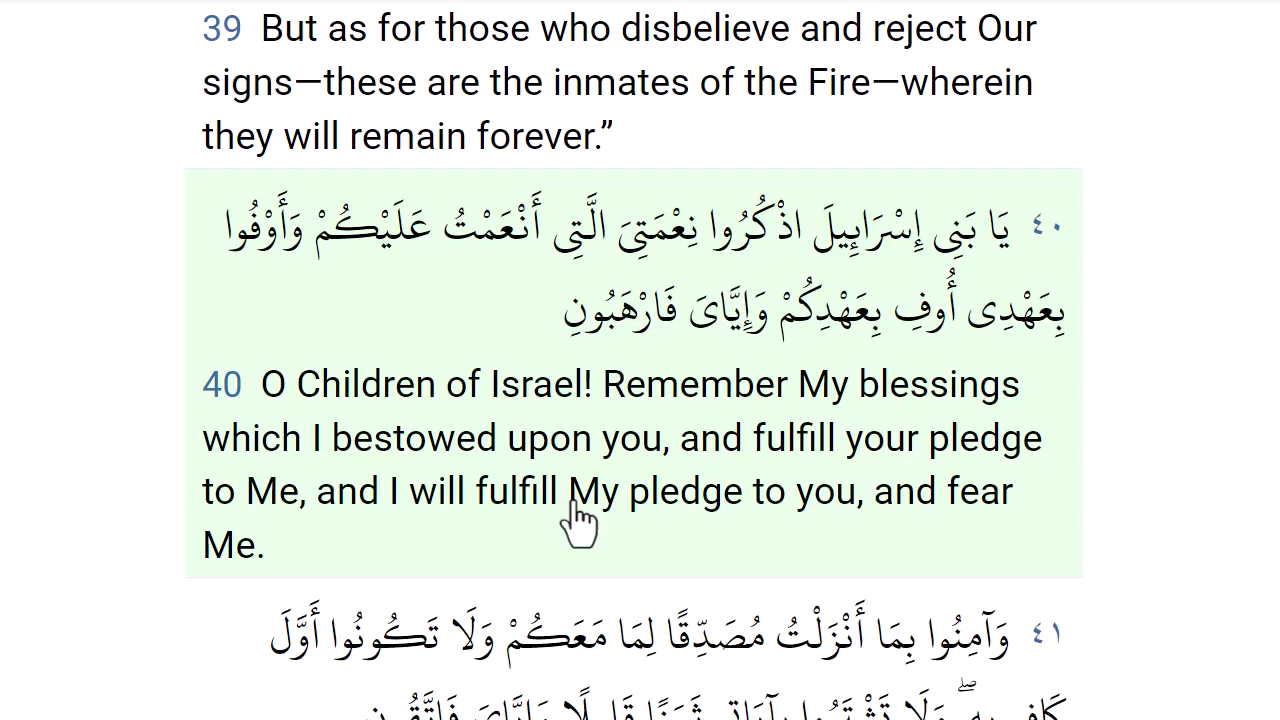 39 But as for those who disbelieve and reject Our
signs—these are the inmates of the Fire—wherein
they will remain forever.”
٤٠ يَا بَنِى إِسْرَابِيلَ اذْكُرُوا نِعْمَتِىَ الَّتِى أَنْعَمْتُ عَلَيْكُمْ وَأَوْفُوا
بِعَهْدِى أُوفِ بِعَهْدِكُمْ وَإِيَّاىَ فَارْهَبُونِ
40 O Children of Israel! Remember My blessings
which I bestowed upon you, and fulfill your pledge
to Me, and I will fulfill My pledge to you, and fear
Me.
٤١ وَآمِنُوا بِمَا أَنْزَلْتُ مُصَدِّقًا لِمَا مَعَكُمْ وَلَا تَكُونُوا أَوَّلَ